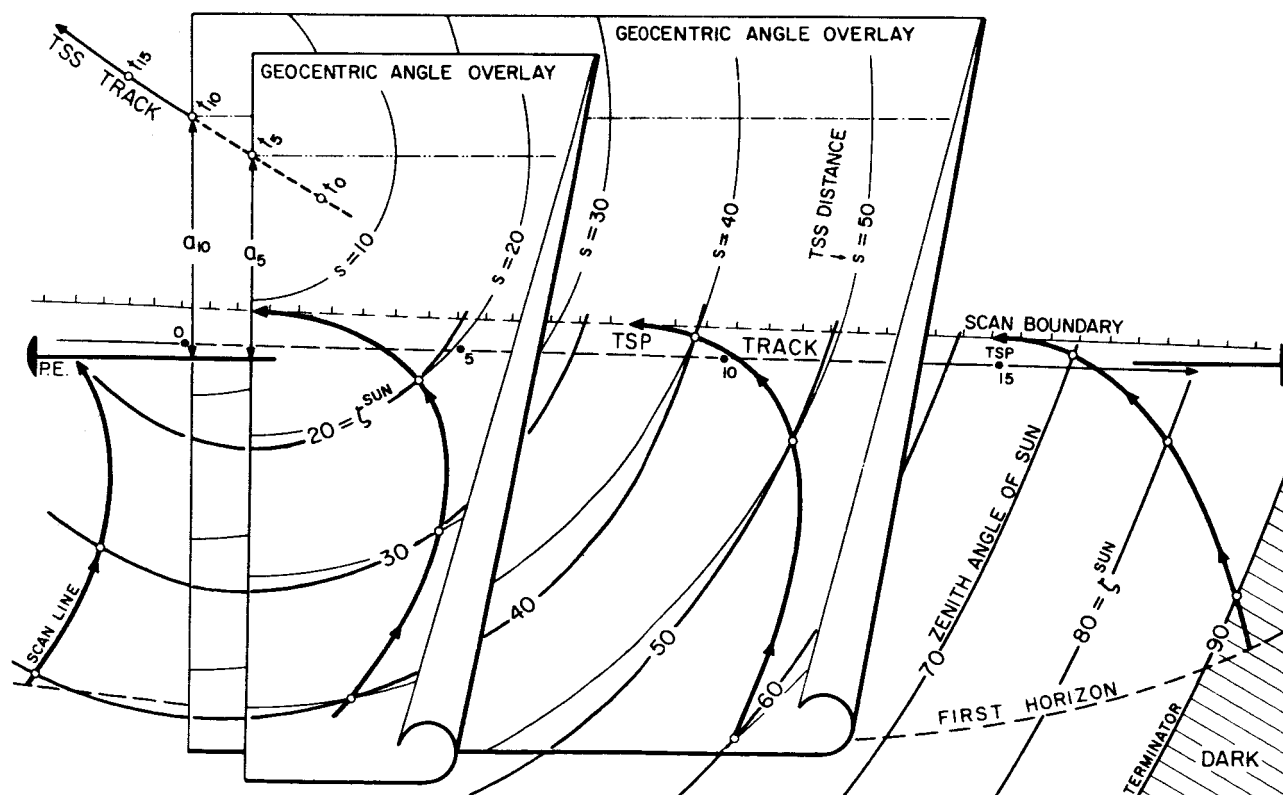 GEOCENTRIC ANGLE OVERLAY
GEOCENTRIC ANGLE OVERLAY
TSS TRACK
t15
t10
t5
t0
a10
a5
s = 10
s = 20
s = 30
s = 40
TSS DISTANCE
s = 50
0
5
TSP TRACK
10
SCAN BOUNDARY
TSP
15
P.E.
20 = ζSUN
30
40
50
60
70 ZENITH ANGLE OF SUN
80 = ζSUN
90
SCAN LINE
FIRST HORIZON
TERMINATOR
DARK